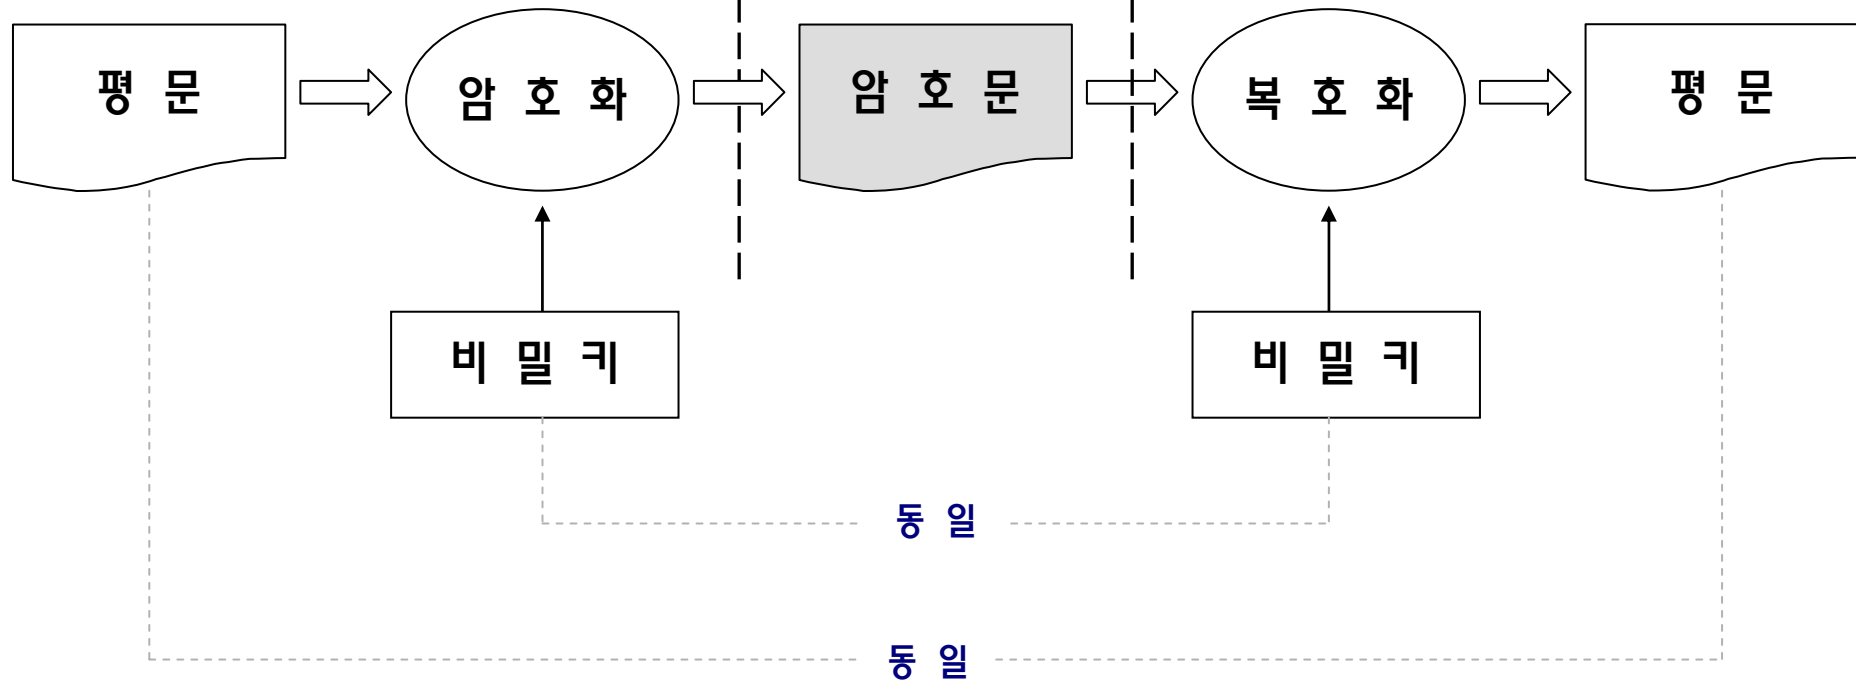 평 문
암 호 화
암 호 문
복 호 화
평 문
비 밀 키
비 밀 키
동 일
동 일